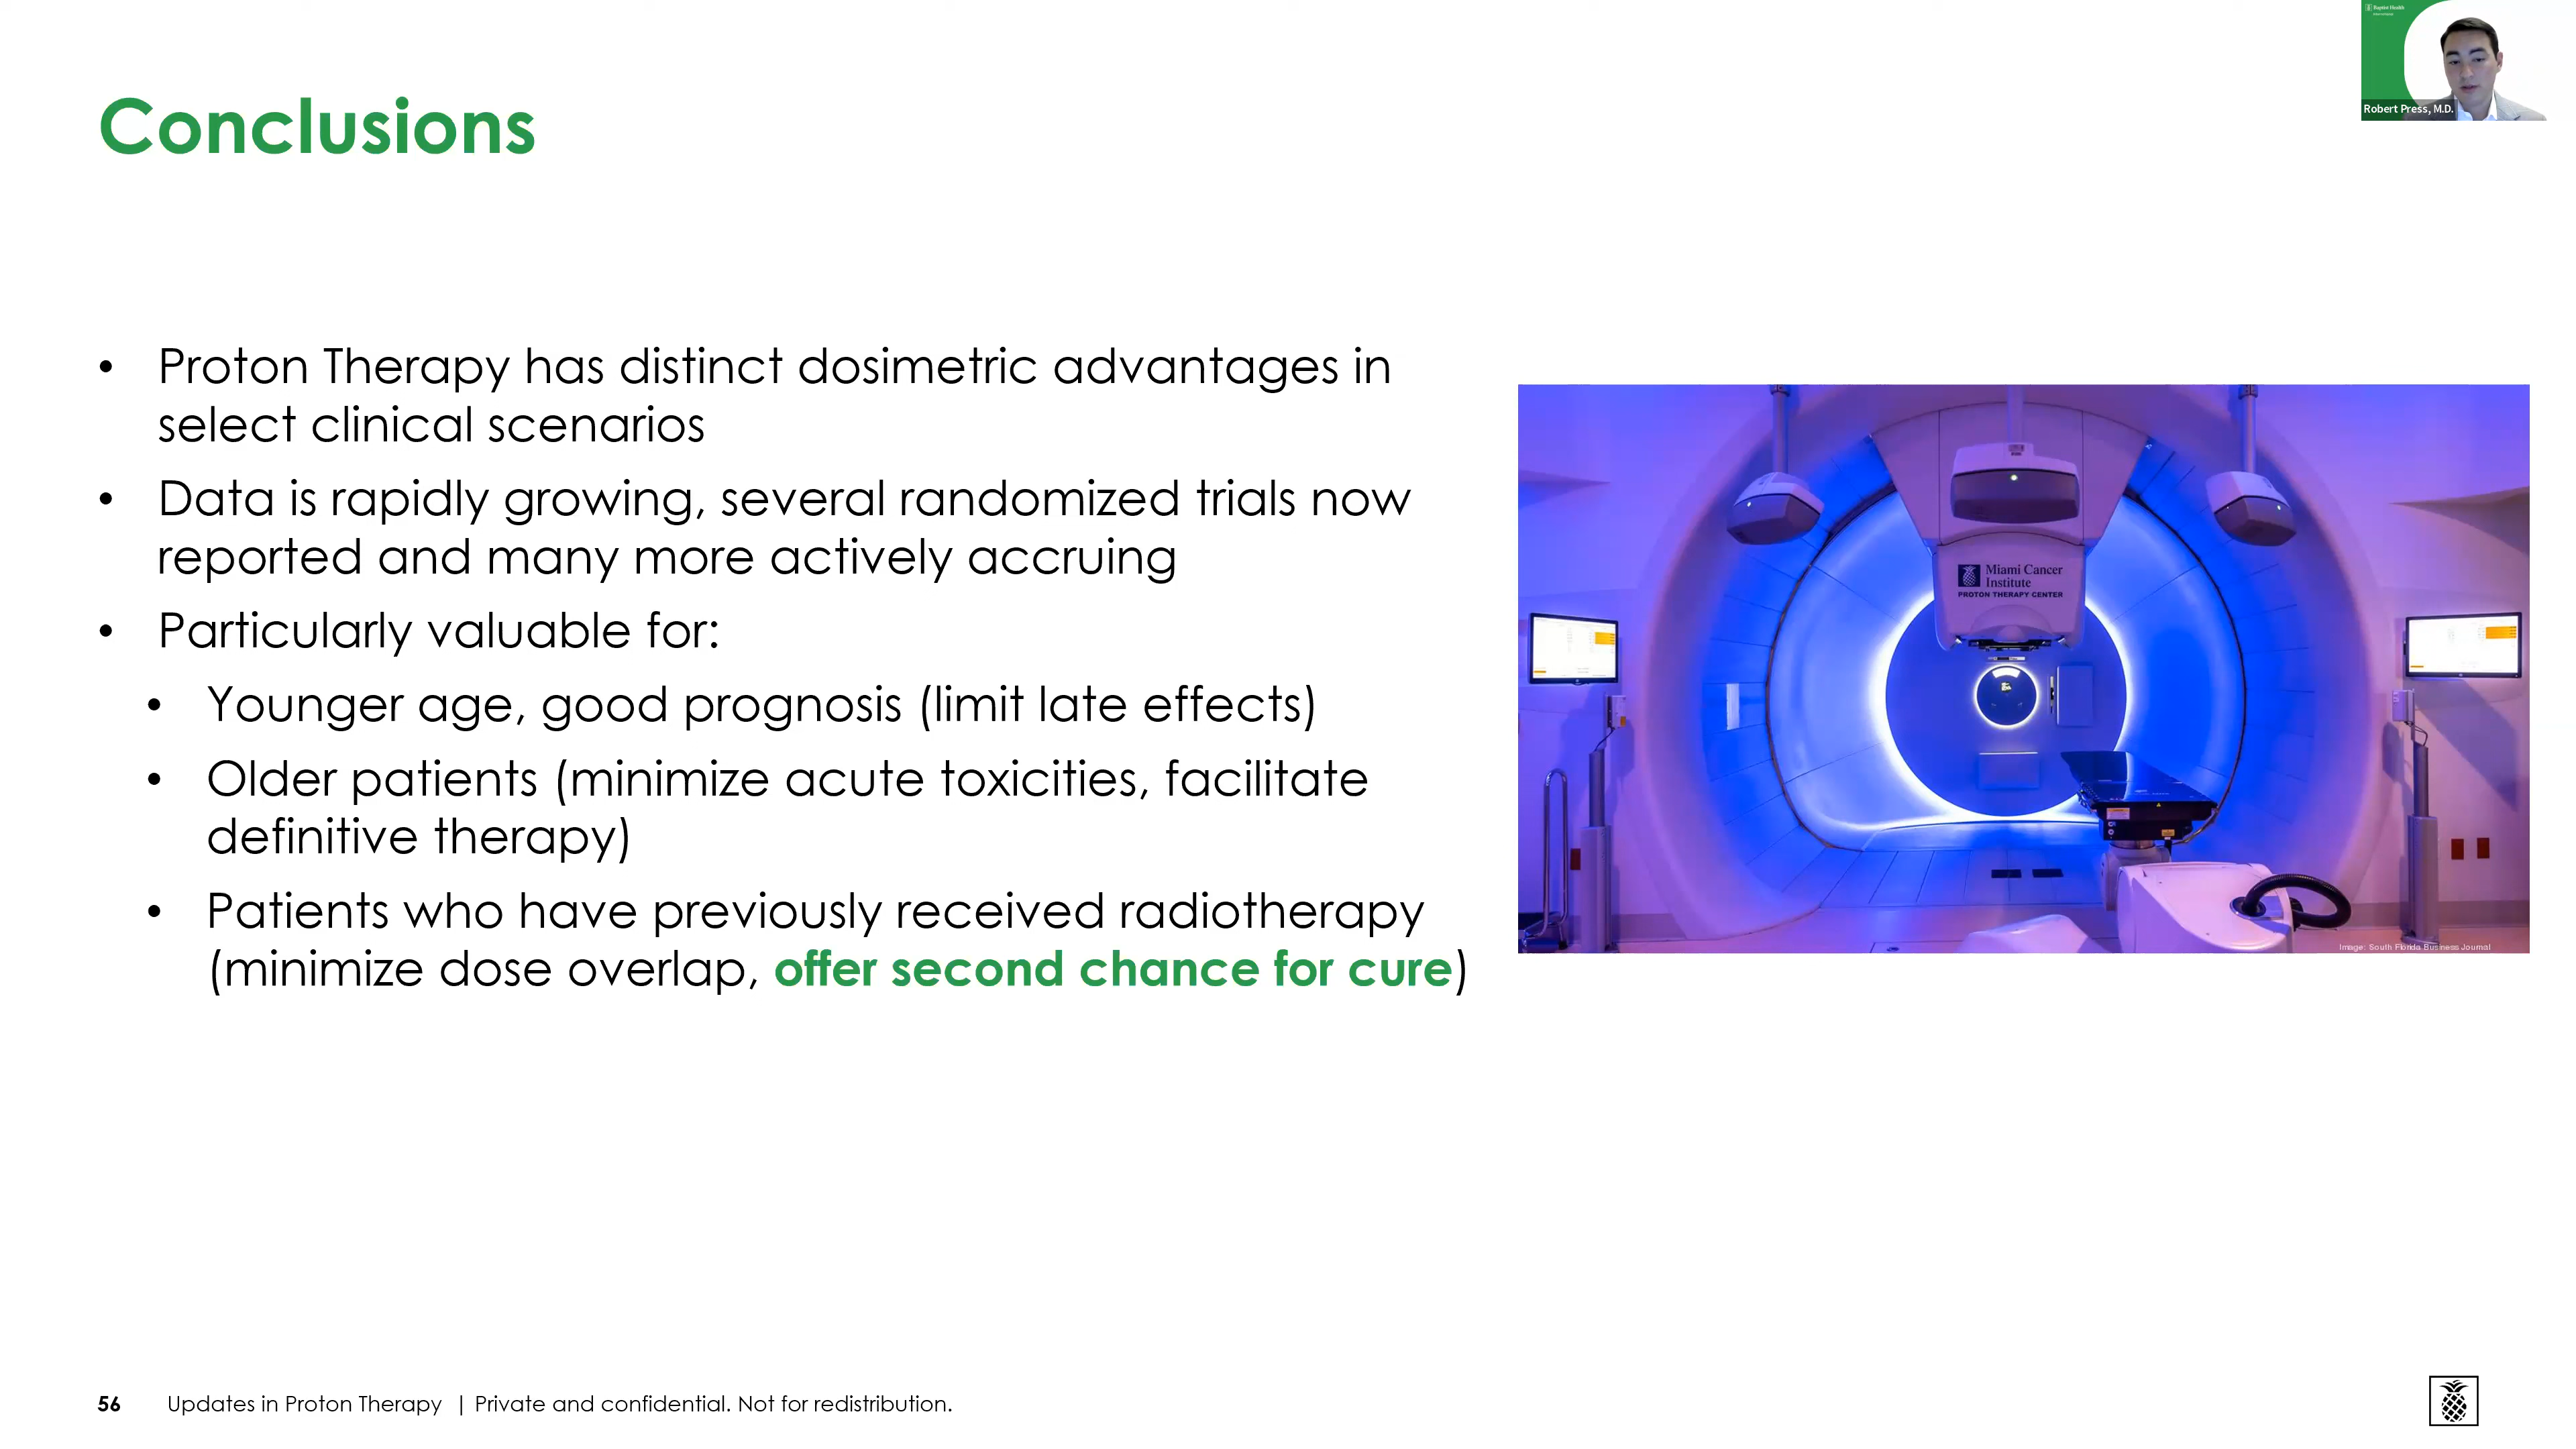 Baptist Health
International
Robert Press, M.D.
Conclusions
• Proton Therapy has distinct dosimetric advantages in
select clinical scenarios
• Data is rapidly growing, several randomized trials now
reported and many more actively accruing
• Particularly valuable for:
• Younger age, good prognosis (limit late effects)
• Older patients (minimize acute toxicities, facilitate
definitive therapy)
• Patients who have previously received radiotherapy
(minimize dose overlap, offer second chance for cure)
Miami Cancer
Institute
PROTON THERAPY CENTER
Image: South Florida Business Journal
56 Updates in Proton Therapy | Private and confidential. Not for redistribution.